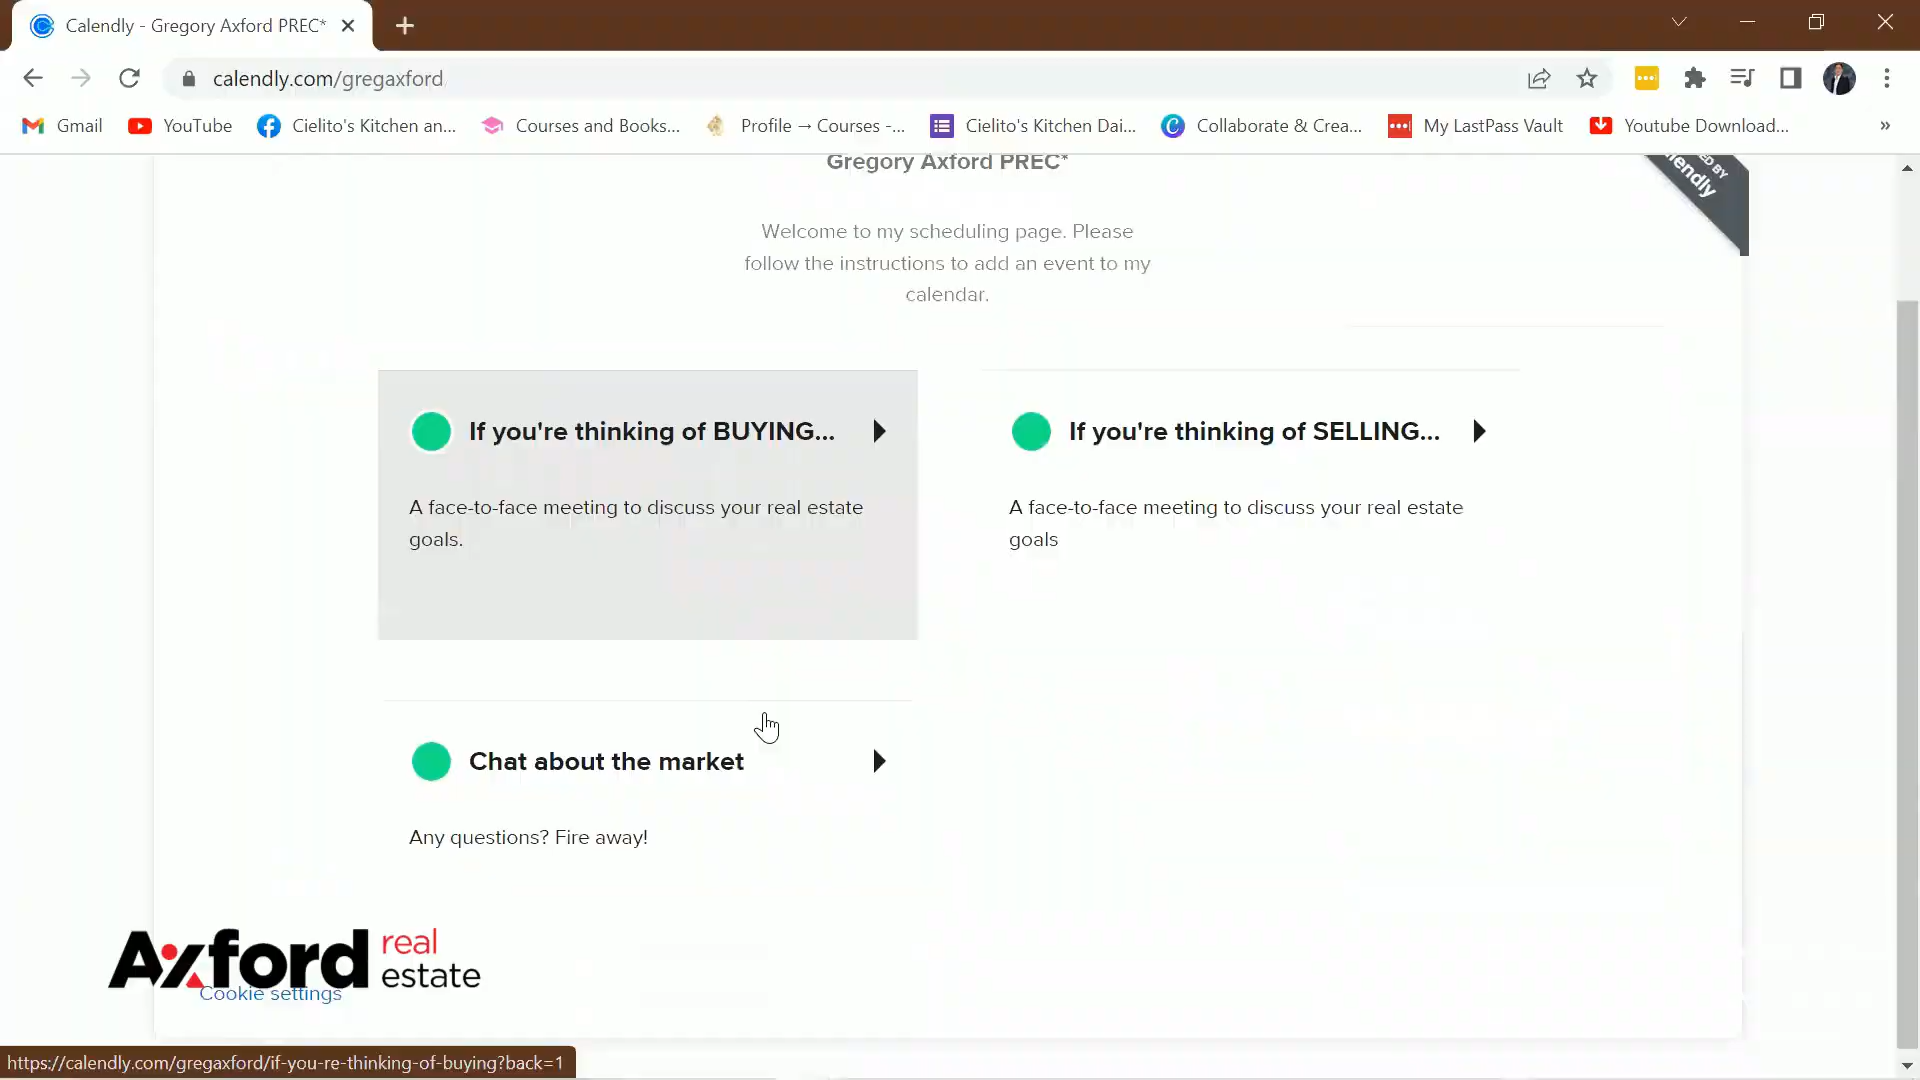 Calendly - Gregory Axford PREC*
calendly.com/gregaxford
Gmail YouTube Cielito's Kitchen an... Courses and Books... Profile → Courses -... Cielito's Kitchen Dai... Collaborate & Crea... My LastPass Vault Youtube Download... »
Gregory Axford PREC*
endly
Welcome to my scheduling page. Please
follow the instructions to add an event to my
calendar.
If you're thinking of BUYING...
A face-to-face meeting to discuss your real estate
goals.
If you're thinking of SELLING...
A face-to-face meeting to discuss your real estate
goals
Chat about the market
Any questions? Fire away!
Axford real
estate
Cookie settings
https://calendly.com/gregaxford/if-you-re-thinking-of-buying?back=1